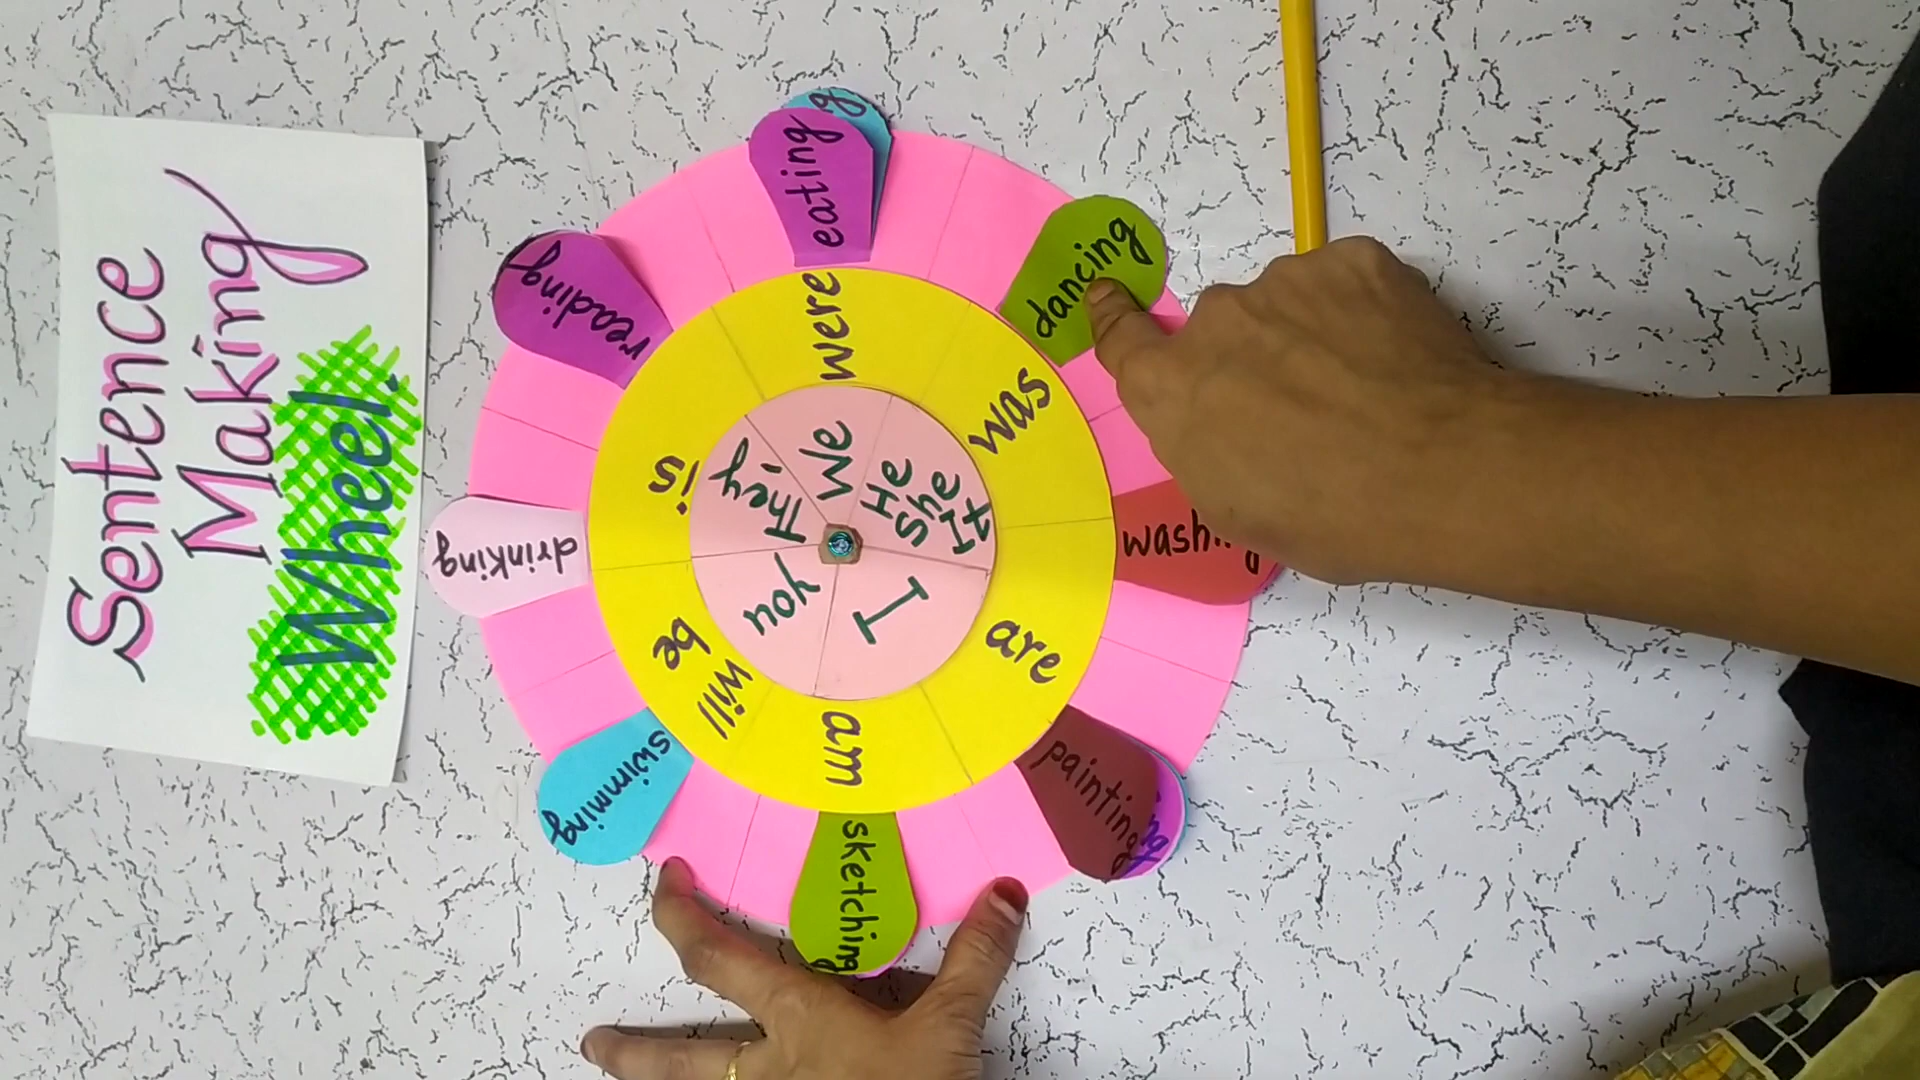 Sentence
Making
Wheel.
We
He
She
It
I
You
They
were
was
are
am
will
be
is
eating
dancing
painting
sketching
swimming
drinking
reading